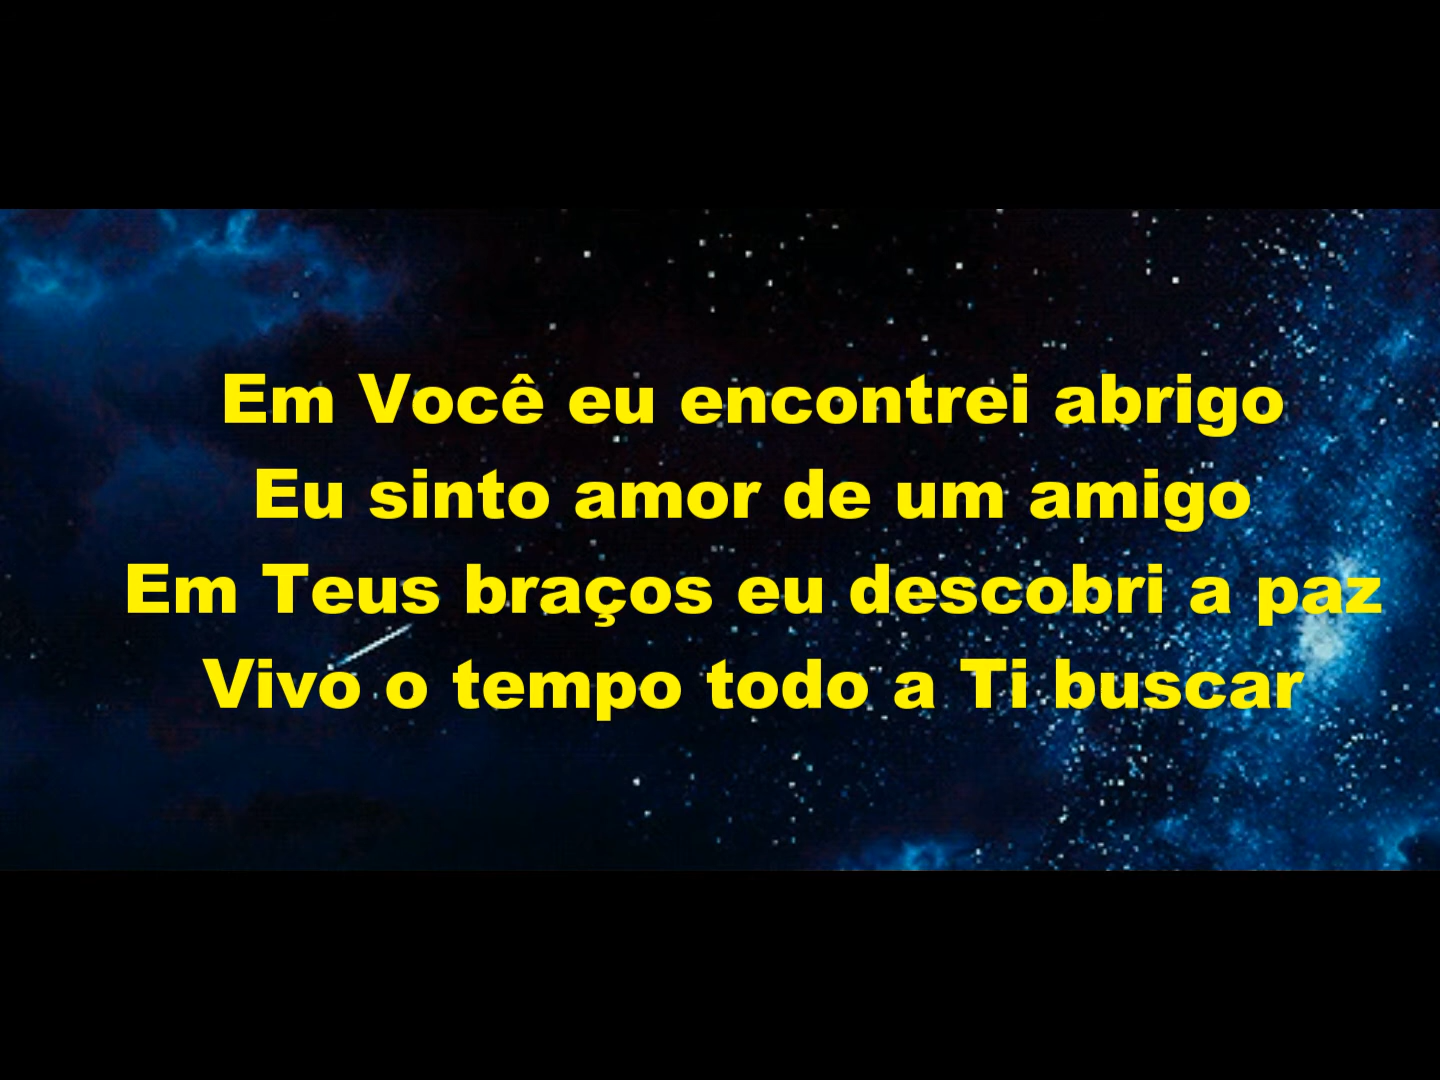 Em Você eu encontrei abrigo
Eu sinto amor de um amigo
Em Teus braços eu descobri a paz
Vivo o tempo todo a Ti buscar